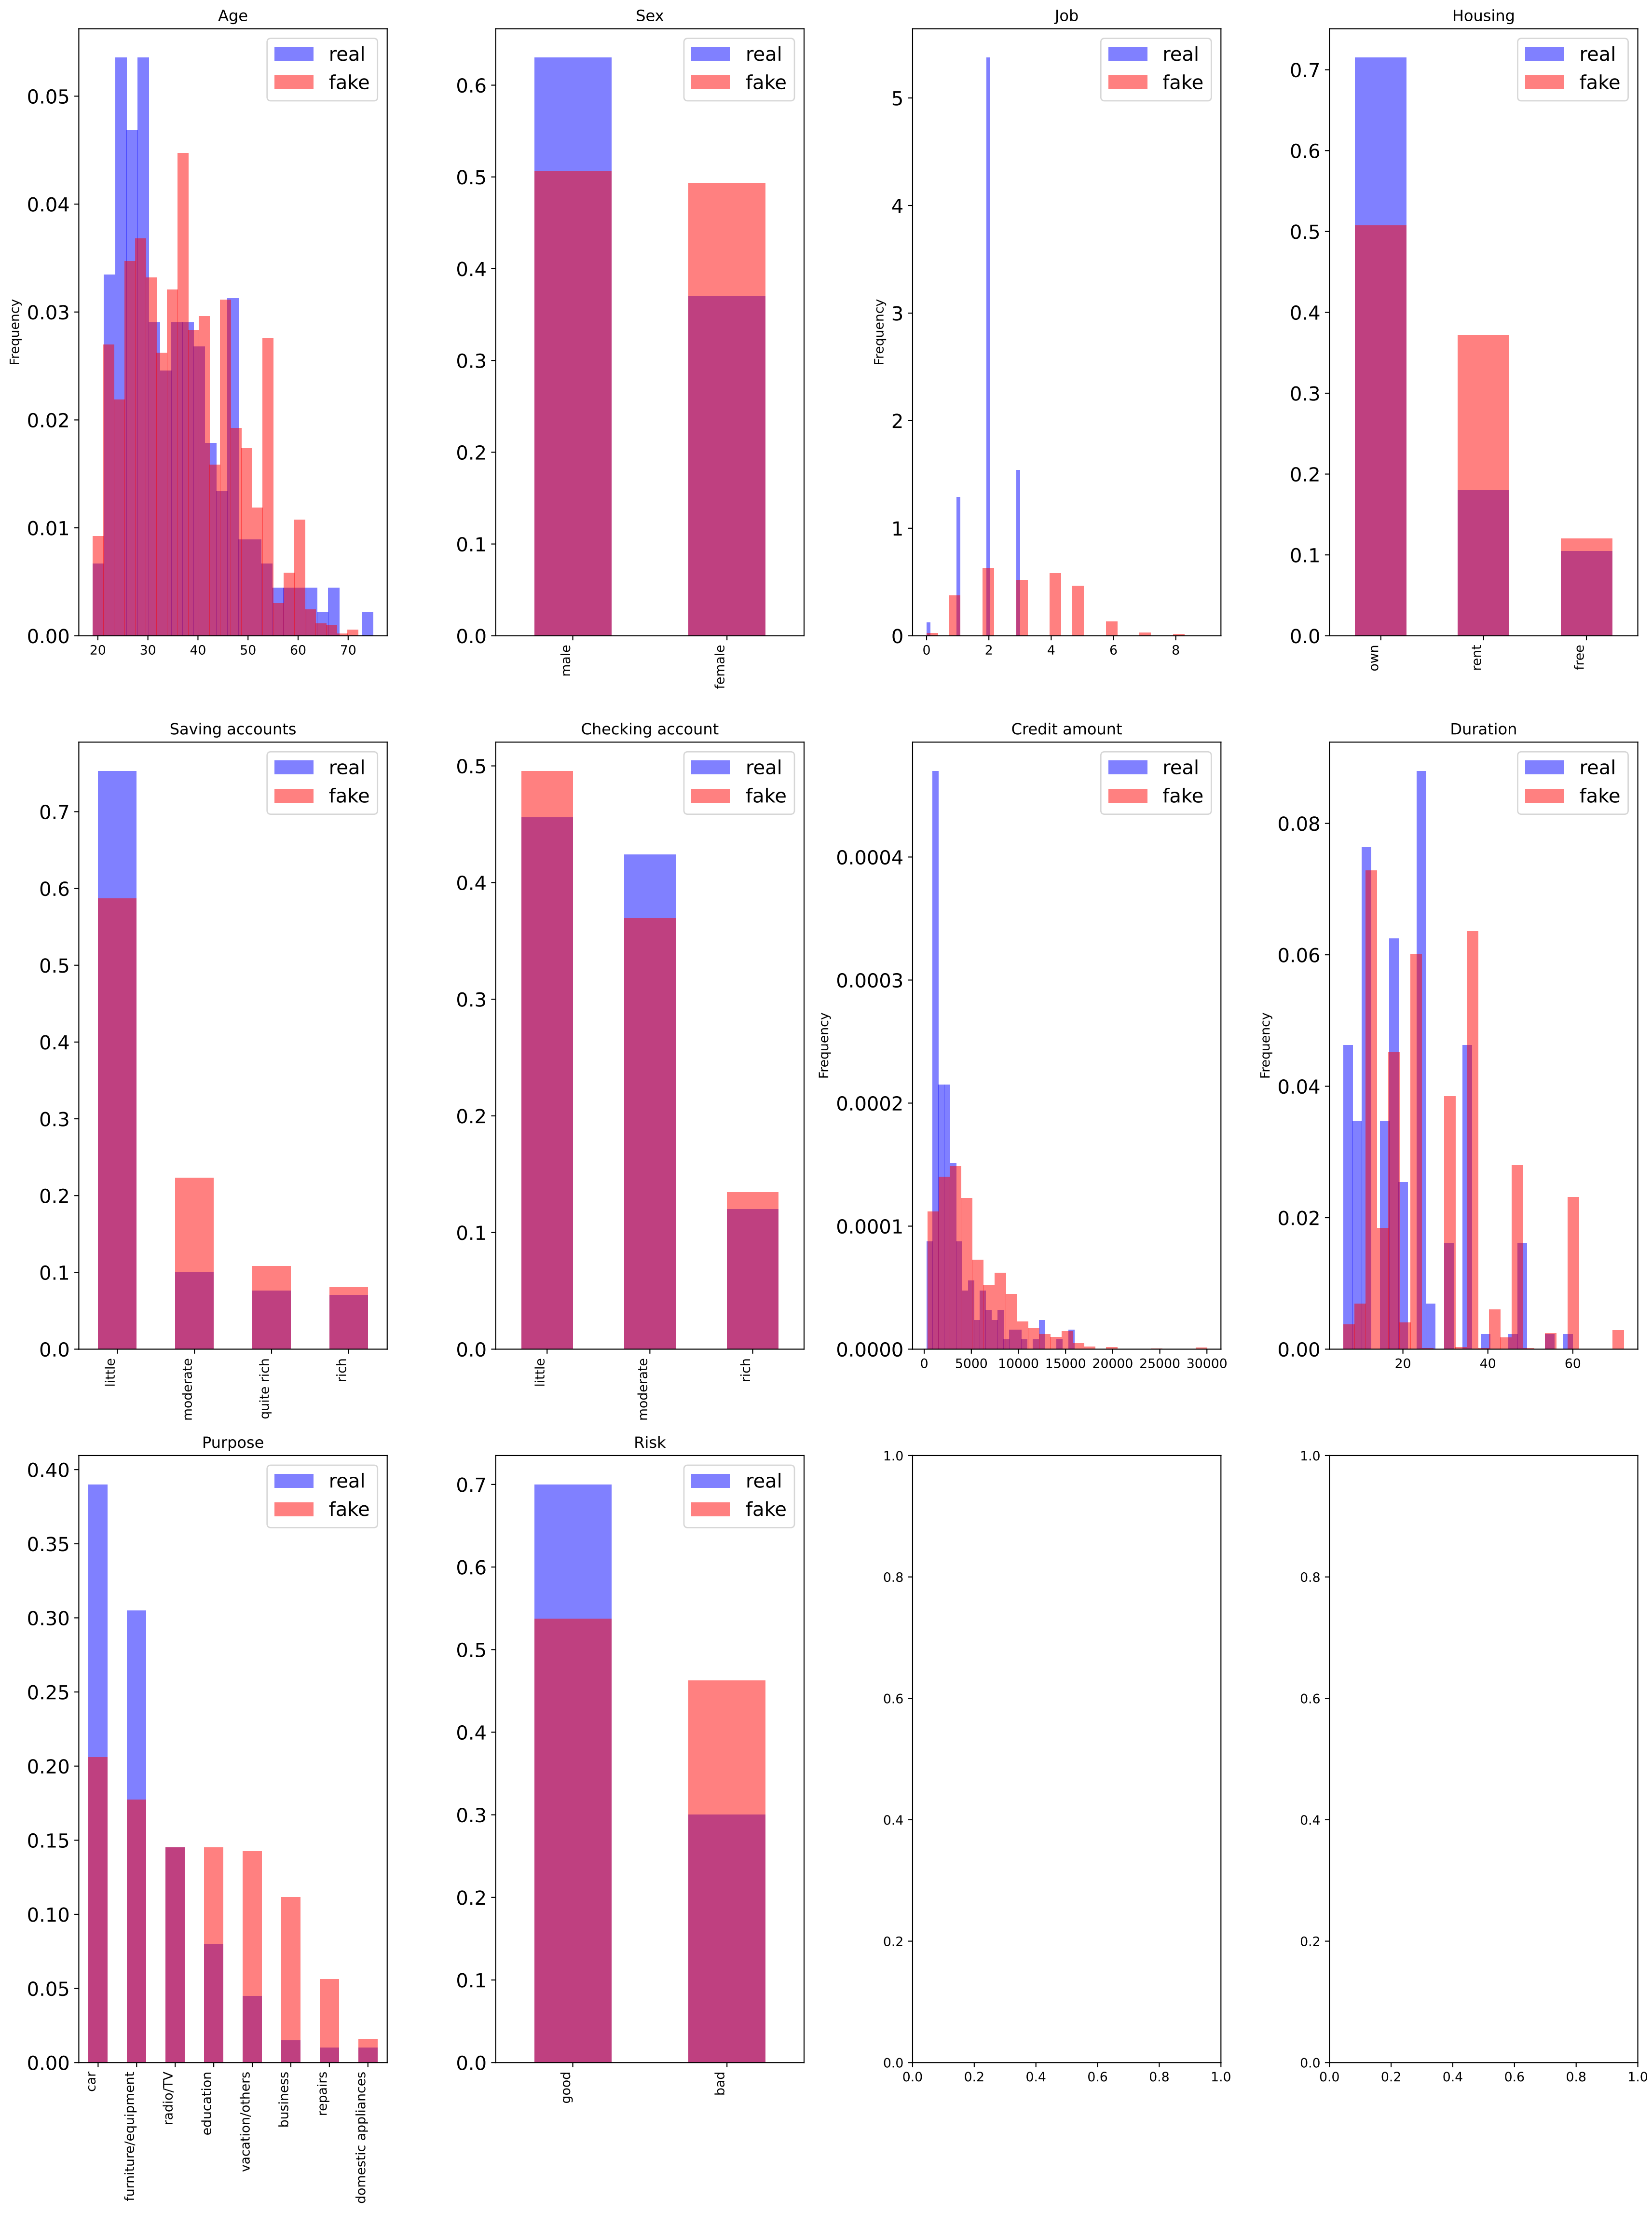 Age
real
fake
Frequency
0.05
0.04
0.03
0.02
0.01
0.00
20 30 40 50 60 70
Sex
real
fake
0.6
0.5
0.4
0.3
0.2
0.1
0.0
male
female
Job
real
fake
Frequency
5
4
3
2
1
0
0 2 4 6 8
Housing
real
fake
0.7
0.6
0.5
0.4
0.3
0.2
0.1
0.0
own
rent
free
Saving accounts
real
fake
0.7
0.6
0.5
0.4
0.3
0.2
0.1
0.0
little
moderate
quite rich
rich
Checking account
real
fake
0.5
0.4
0.3
0.2
0.1
0.0
little
moderate
rich
Credit amount
real
fake
Frequency
0.0004
0.0003
0.0002
0.0001
0.0000
0 5000 10000 15000 20000 25000 30000
Duration
real
fake
Frequency
0.08
0.06
0.04
0.02
0.00
20 40 60
Purpose
real
fake
0.40
0.35
0.30
0.25
0.20
0.15
0.10
0.05
0.00
car
furniture/equipment
radio/TV
education
vacation/others
business
repairs
domestic appliances
Risk
real
fake
0.7
0.6
0.5
0.4
0.3
0.2
0.1
0.0
good
bad
1.0
0.8
0.6
0.4
0.2
0.0
0.0 0.2 0.4 0.6 0.8 1.0
1.0
0.8
0.6
0.4
0.2
0.0
0.0 0.2 0.4 0.6 0.8 1.0